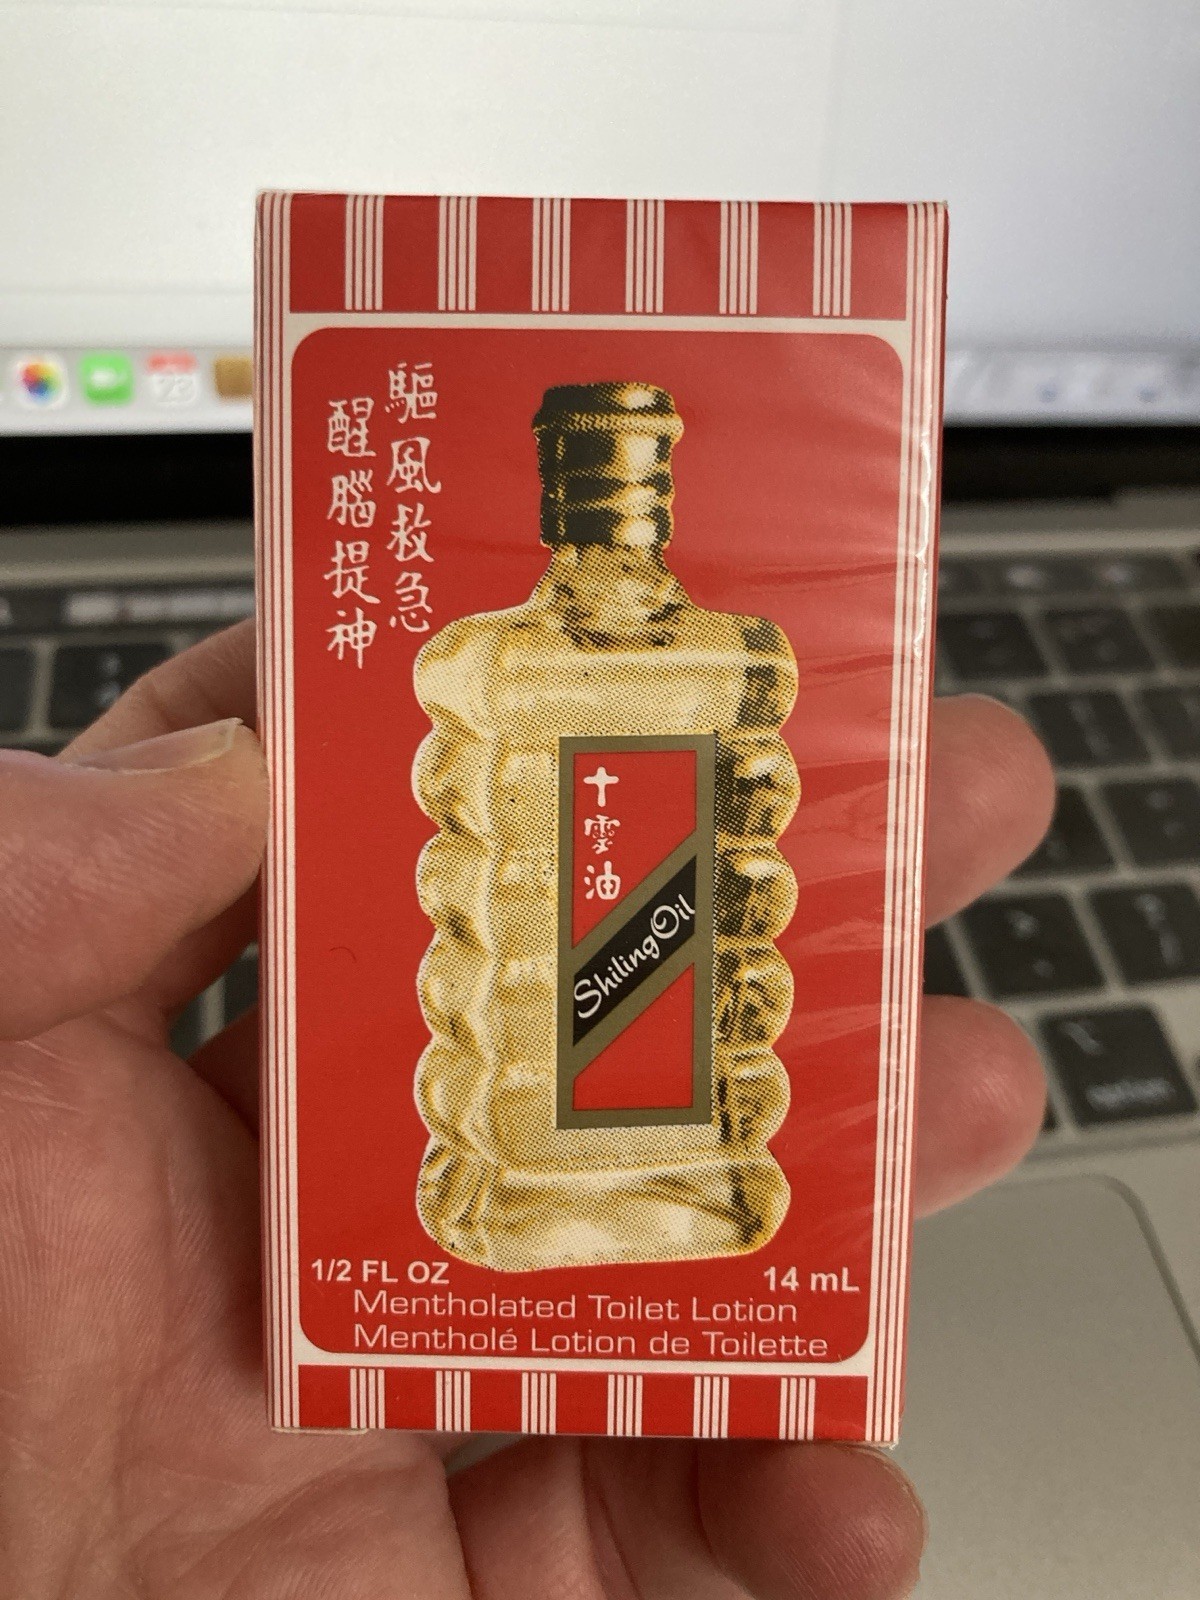 驅風救急
醒腦提神
十靈油
Shiling Oil
1/2 FL OZ
14 mL
Mentholated Toilet Lotion
Mentholé Lotion de Toilette
option